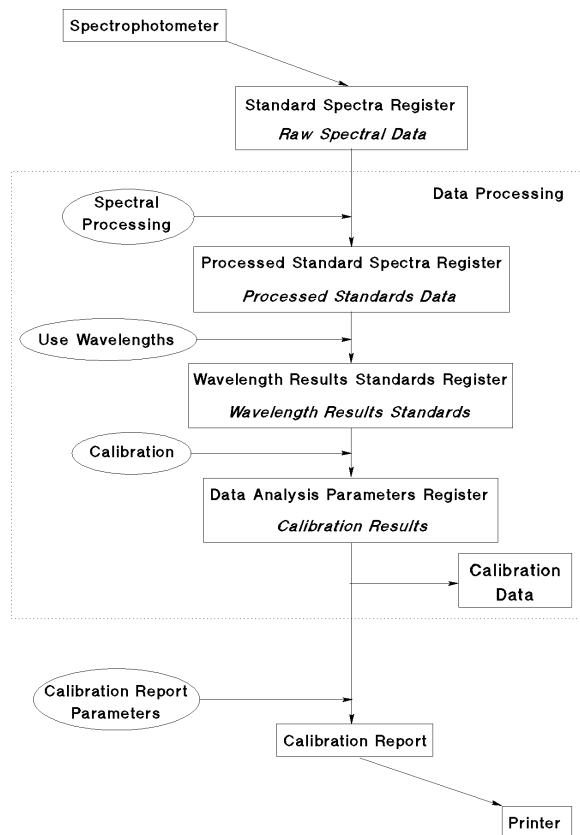 Spectrophotometer
Standard Spectra Register
Raw Spectral Data
Data Processing
Spectral
Processing
Processed Standard Spectra Register
Processed Standards Data
Use Wavelengths
Wavelength Results Standards Register
Wavelength Results Standards
Calibration
Data Analysis Parameters Register
Calibration Results
Calibration
Data
Calibration Report
Parameters
Calibration Report
Printer